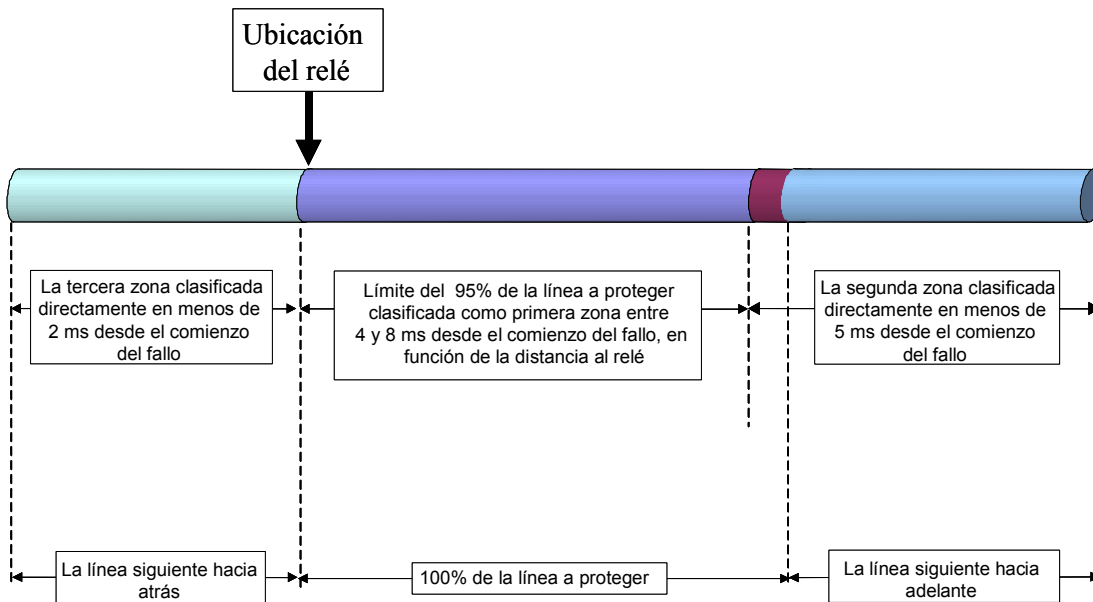 Ubicación
del relé
La tercera zona clasificada
directamente en menos de
2 ms desde el comienzo
del fallo
Límite del 95% de la línea a proteger
clasificada como primera zona entre
4 y 8 ms desde el comienzo del fallo, en
función de la distancia al relé
La segunda zona clasificada
directamente en menos de
5 ms desde el comienzo
del fallo
La línea siguiente hacia
atrás
100% de la línea a proteger
La línea siguiente hacia
adelante